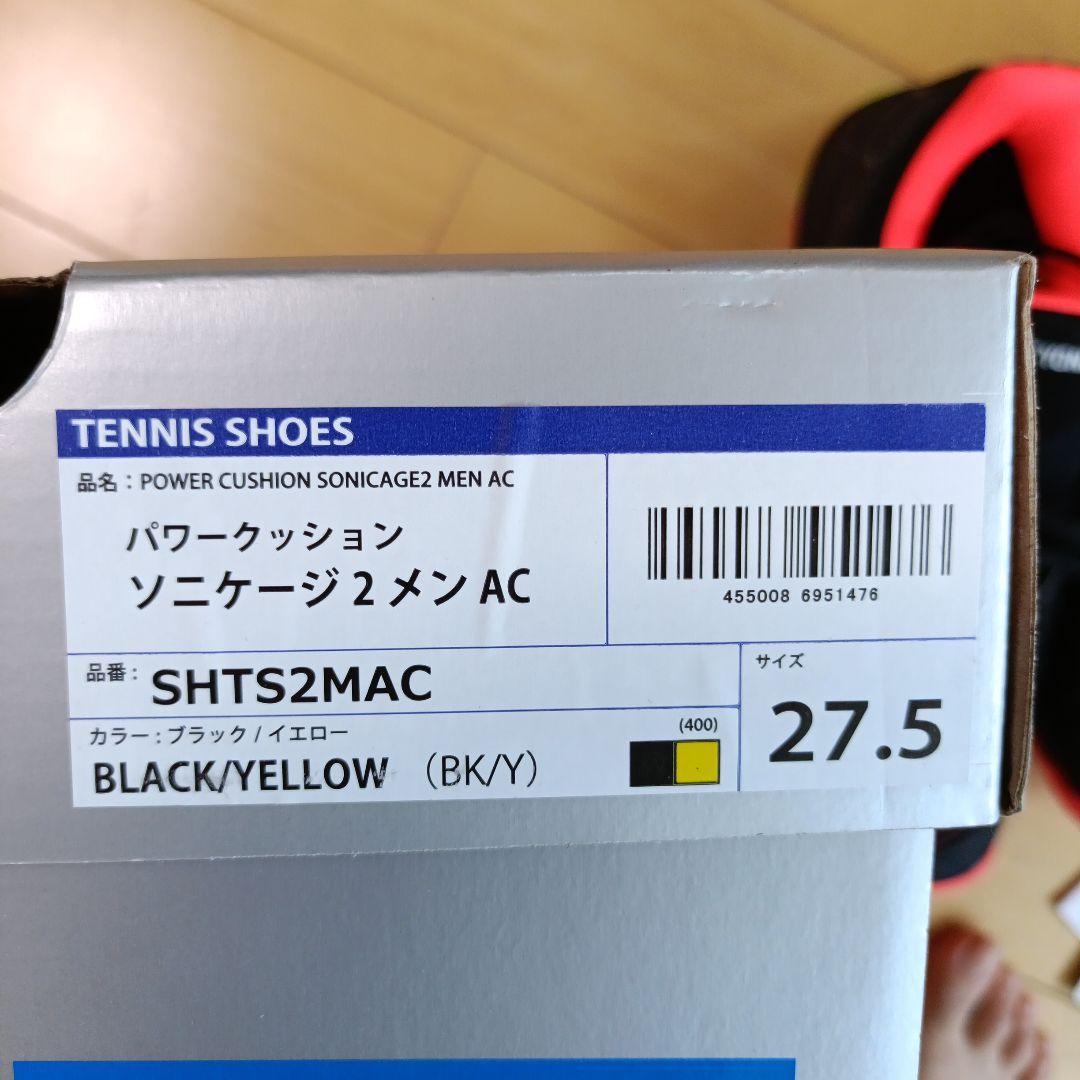 TENNIS SHOES
品名：POWER CUSHION SONICAGE2 MEN AC
パワークッション
ソニケージ2メン AC
455008 6951476
品番：SHTS2MAC
カラー：ブラック/イエロー
BLACK/YELLOW （BK/Y）
(400)
サイズ
27.5